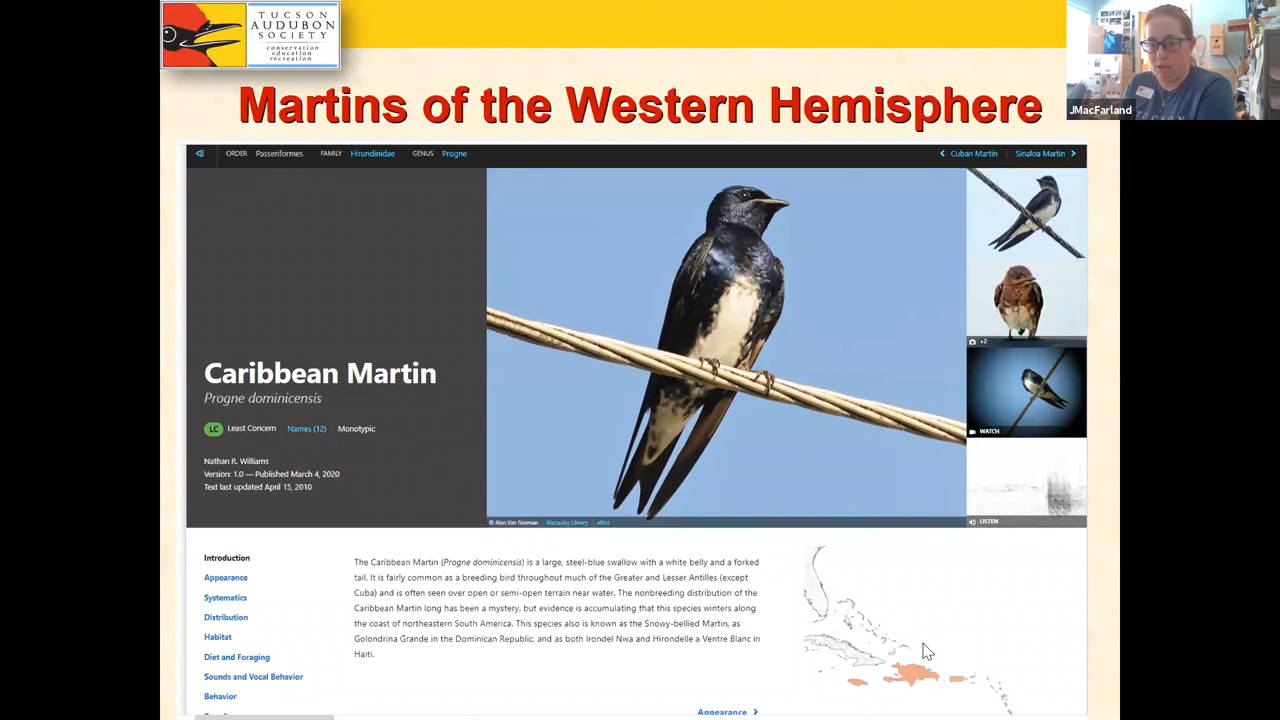 TUCSON
AUDUBON
SOCIETY
conservation
education
recreation
JMacFarland
Martins of the Western Hemisphere
ORDER Passeriformes FAMILY Hirundinidae GENUS Progne
Cuban Martin Sinaloa Martin
Caribbean Martin
Progne dominicensis
LC Least Concern Names (12) Monotypic
Nathan R. Williams
Version: 1.0 — Published March 4, 2020
Text last updated April 15, 2010
+2
WATCH
LISTEN
© Alan Van Norman Macaulay Library eBird
Introduction
Appearance
Systematics
Distribution
Habitat
Diet and Foraging
Sounds and Vocal Behavior
Behavior
The Caribbean Martin (Progne dominicensis) is a large, steel-blue swallow with a white belly and a forked
tail. It is fairly common as a breeding bird throughout much of the Greater and Lesser Antilles (except
Cuba) and is often seen over open or semi-open terrain near water. The nonbreeding distribution of the
Caribbean Martin long has been a mystery, but evidence is accumulating that this species winters along
the coast of northeastern South America. This species also is known as the Snowy-bellied Martin, as
Golondrina Grande in the Dominican Republic, and as both Irondel Nwa and Hirondelle a Ventre Blanc in
Haiti.
Appearance